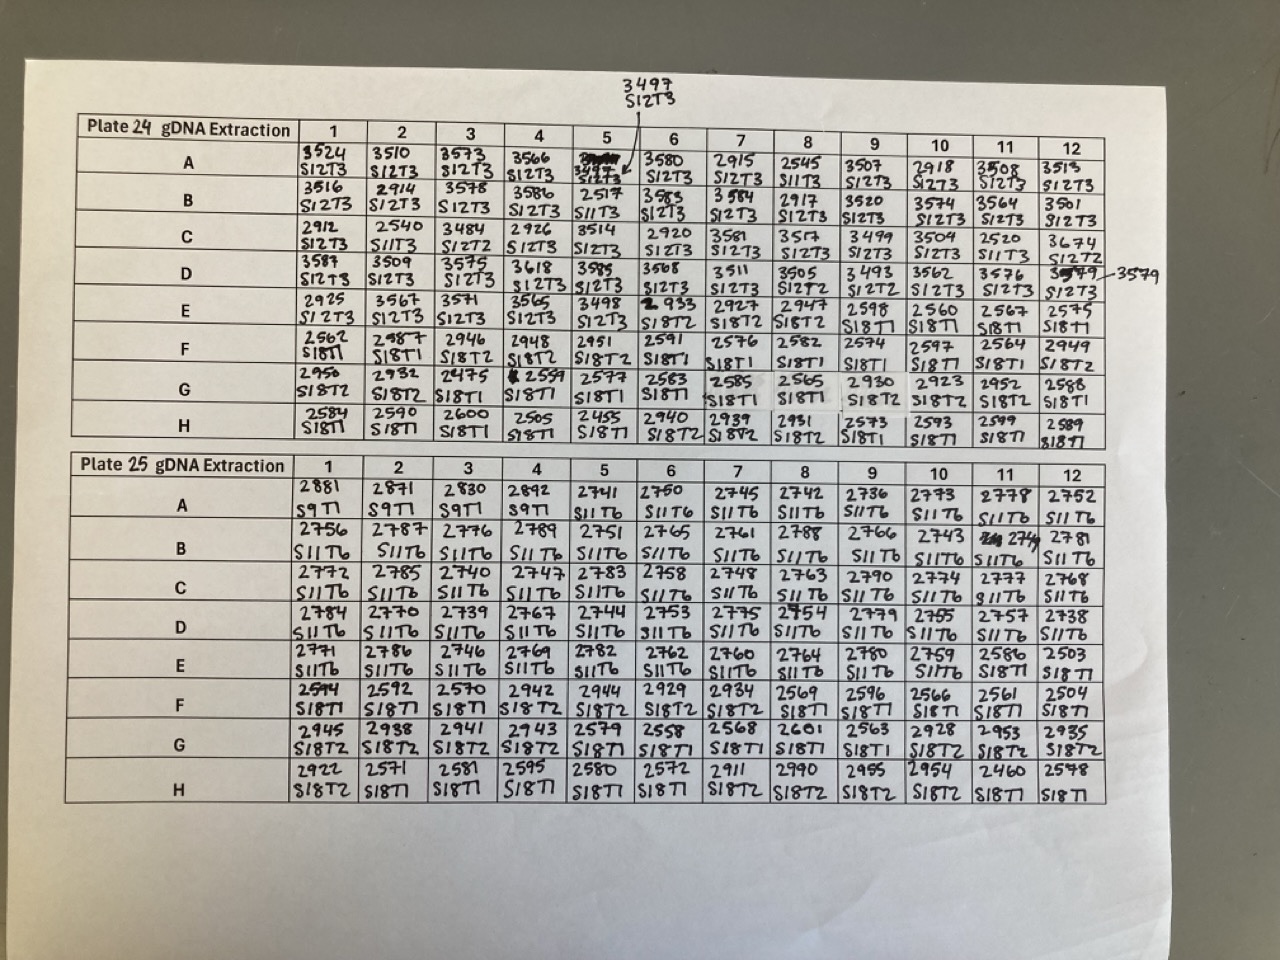 3497
S12T3
Plate 24 gDNA Extraction 1 2 3 4 5 6 7 8 9 10 11 12
A 3524 3510 3573 3566 3497 3580 2915 2545 3507 2918 3508 3513
S12T3 S12T3 S12T3 S12T3 S12T3 S12T3 S12T3 S11T3 S12T3 S12T3 S12T3 S12T3
B 3516 2914 3578 3586 2517 3583 3584 2917 3520 3574 3564 3501
S12T3 S12T3 S12T3 S12T3 S11T3 S12T3 S12T3 S12T3 S12T3 S12T3 S12T3 S12T3
C 2912 2540 3484 2926 3514 2920 3581 3517 3499 3504 2520 3674
S12T3 S11T3 S12T2 S12T3 S12T3 S12T3 S12T3 S12T3 S12T3 S12T3 S11T3 S12T2
D 3587 3509 3575 3618 3585 3568 3511 3505 3493 3562 3576 3579 3579
S12T3 S12T3 S12T3 S12T3 S12T3 S12T3 S12T3 S12T2 S12T2 S12T3 S12T3 S12T3
E 2925 3567 3571 3565 3498 2933 2927 2947 2598 2560 2567 2575
S12T3 S12T3 S12T3 S12T3 S12T3 S18T2 S18T2 S18T2 S18T1 S18T1 S18T1 S18T1
F 2562 2587 2946 2948 2951 2591 2576 2582 2574 2597 2564 2949
S18T1 S18T1 S18T2 S18T2 S18T2 S18T1 S18T1 S18T1 S18T1 S18T1 S18T1 S18T2
G 2950 2932 2475 2559 2577 2583 2585 2565 2930 2923 2952 2588
S18T2 S18T2 S18T1 S18T1 S18T1 S18T1 S18T1 S18T1 S18T2 S18T2 S18T2 S18T1
H 2584 2590 2600 2505 2455 2940 2939 2931 2573 2593 2599 2589
S18T1 S18T1 S18T1 S18T1 S18T1 S18T2 S18T2 S18T2 S18T1 S18T1 S18T1 S18T1
Plate 25 gDNA Extraction 1 2 3 4 5 6 7 8 9 10 11 12
A 2881 2871 2830 2892 2741 2750 2745 2742 2736 2773 2778 2752
S9T1 S9T1 S9T1 S9T1 S11T6 S11T6 S11T6 S11T6 S11T6 S11T6 S11T6 S11T6
B 2756 2787 2776 2789 2751 2765 2761 2788 2766 2743 2749 2781
S11T6 S11T6 S11T6 S11T6 S11T6 S11T6 S11T6 S11T6 S11T6 S11T6 S11T6 S11T6
C 2772 2785 2740 2747 2783 2758 2748 2763 2790 2774 2777 2768
S11T6 S11T6 S11T6 S11T6 S11T6 S11T6 S11T6 S11T6 S11T6 S11T6 S11T6 S11T6
D 2784 2770 2739 2767 2744 2753 2775 2754 2779 2755 2757 2738
S11T6 S11T6 S11T6 S11T6 S11T6 S11T6 S11T6 S11T6 S11T6 S11T6 S11T6 S11T6
E 2771 2786 2746 2769 2782 2762 2760 2764 2780 2759 2586 2503
S11T6 S11T6 S11T6 S11T6 S11T6 S11T6 S11T6 S11T6 S11T6 S11T6 S18T1 S18T1
F 2594 2592 2570 2942 2944 2929 2934 2569 2596 2566 2561 2504
S18T1 S18T1 S18T1 S18T2 S18T2 S18T2 S18T2 S18T1 S18T1 S18T1 S18T1 S18T1
G 2945 2938 2941 2943 2579 2558 2568 2601 2563 2928 2953 2935
S18T2 S18T2 S18T2 S18T2 S18T1 S18T1 S18T1 S18T1 S18T1 S18T2 S18T2 S18T2
H 2922 2571 2581 2595 2580 2572 2911 2990 2955 2954 2460 2578
S18T2 S18T1 S18T1 S18T1 S18T1 S18T1 S18T2 S18T2 S18T2 S18T2 S18T1 S18T1